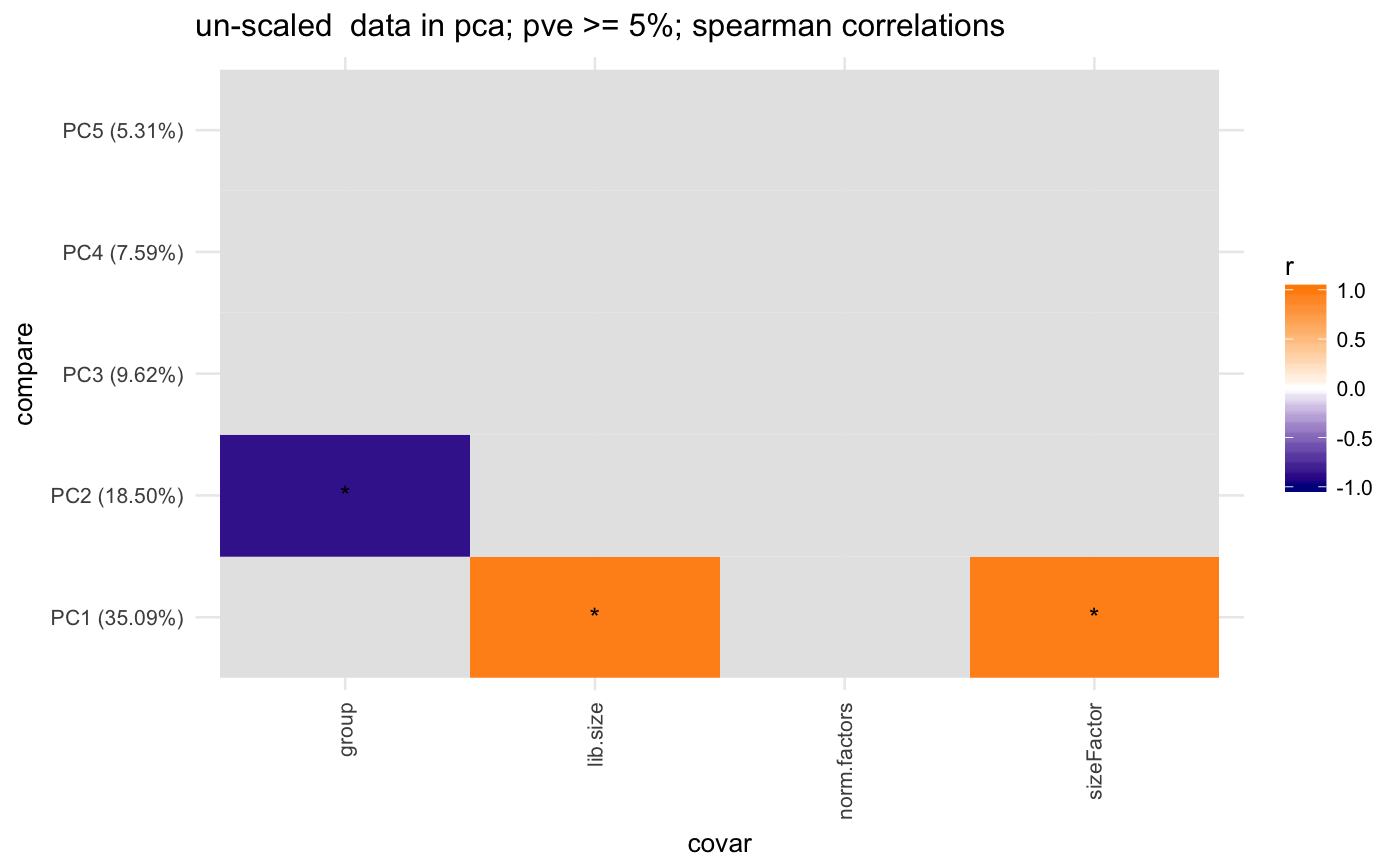 un-scaled  data in pca; pve >= 5%; spearman correlations
PC5 (5.31%)
PC4 (7.59%)
PC3 (9.62%)
PC2 (18.50%)
PC1 (35.09%)
compare
*
*
*
group
lib.size
norm.factors
sizeFactor
covar
r
1.0
0.5
0.0
-0.5
-1.0